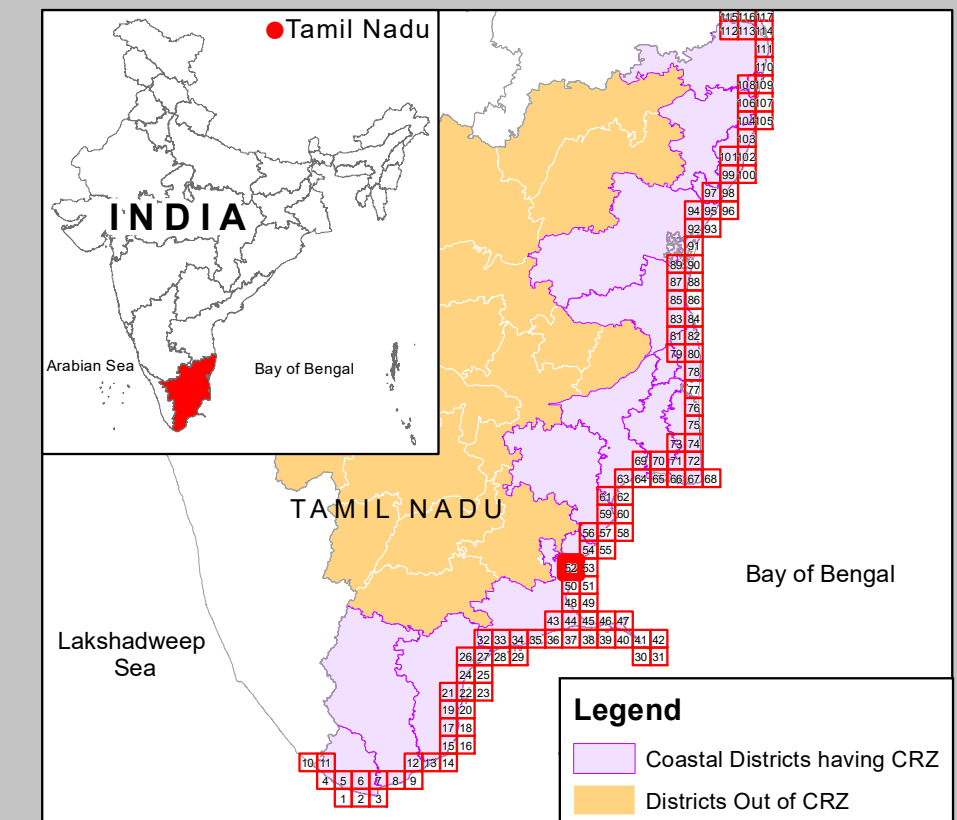 Tamil Nadu
INDIA
Arabian Sea
Bay of Bengal
115 116 117
112 113 114
111
110
108 109
106 107
104 105
103
101 102
99 100
97 98
94 95 96
92 93
91
89 90
87 88
85 86
83 84
81 82
79 80
78
77
76
75
73 74
69 70 71 72
63 64 65 66 67 68
61 62
59 60
56 57 58
54 55
52 53
50 51
48 49
43 44 45 46 47
32 33 34 35 36 37 38 39 40 41 42
26 27 28 29 30 31
24 25
21 22 23
19 20
17 18
15 16
10 11 12 13 14
4 5 6 7 8 9
1 2 3
TAMIL NADU
Bay of Bengal
Lakshadweep
Sea
Legend
Coastal Districts having CRZ
Districts Out of CRZ